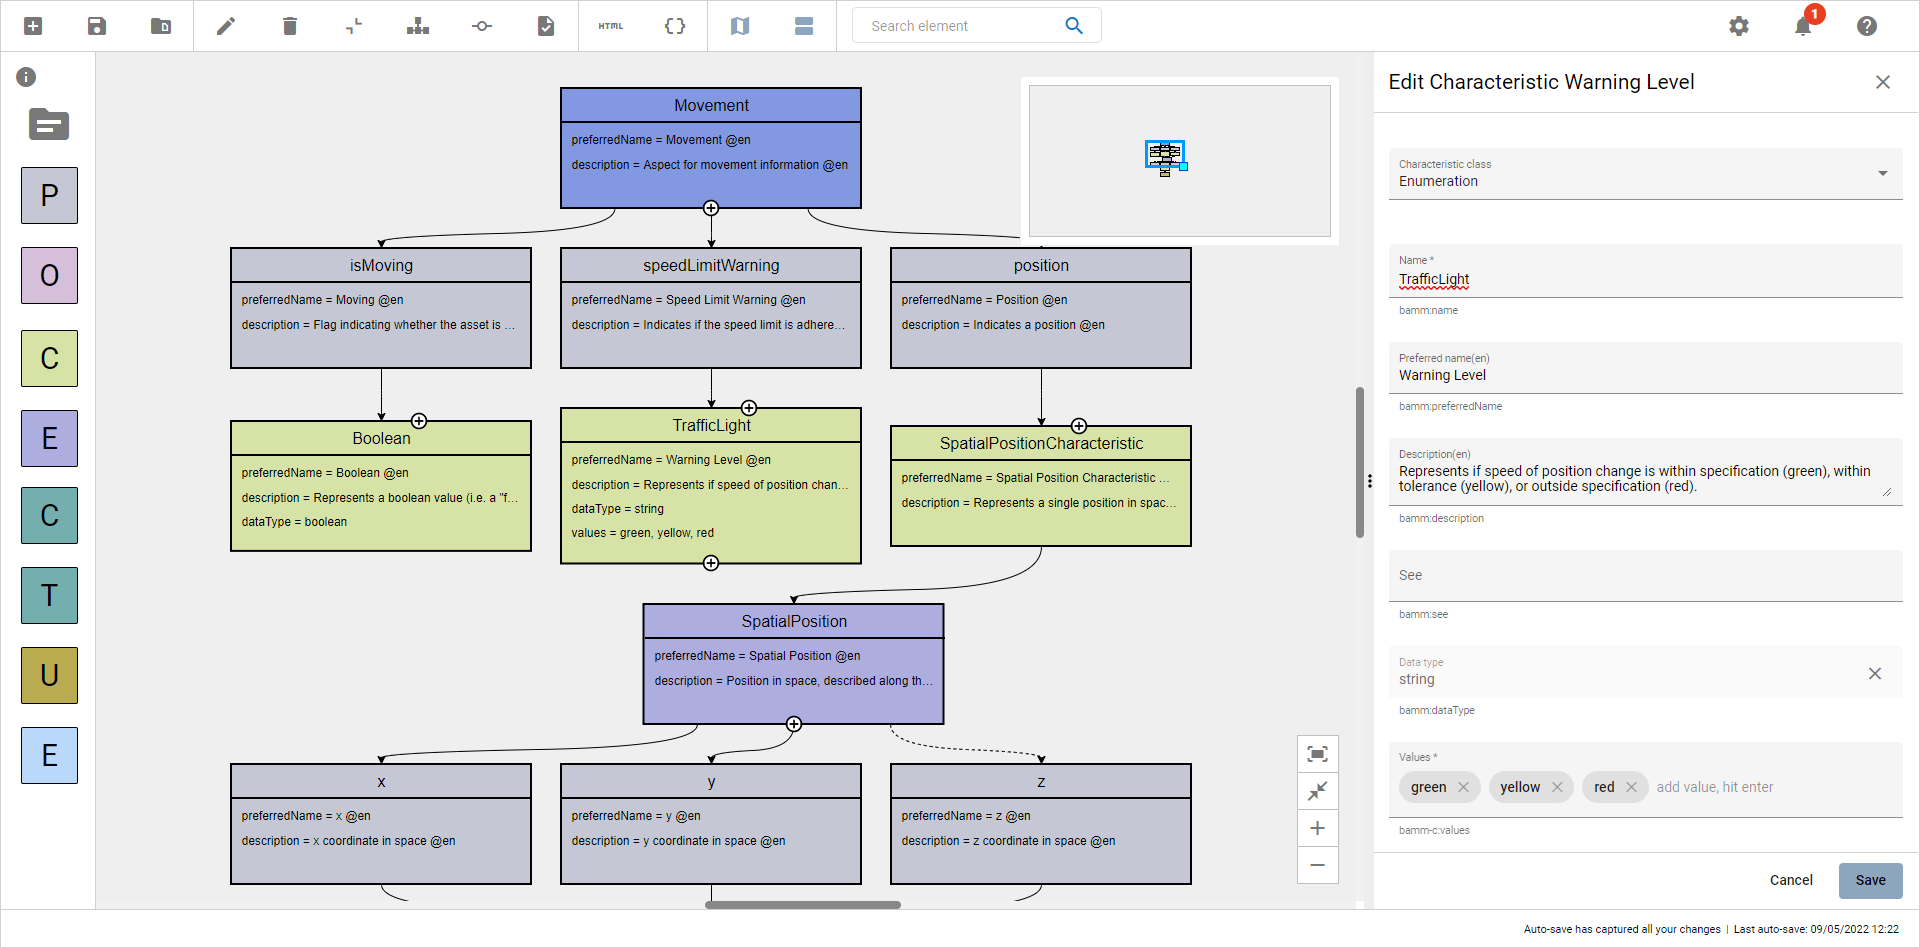 HTML
{}
Search element
1
Edit Characteristic Warning Level
P
O
C
E
C
T
U
E
Movement
preferredName = Movement @en
description = Aspect for movement information @en
isMoving
preferredName = Moving @en
description = Flag indicating whether the asset is ...
speedLimitWarning
preferredName = Speed Limit Warning @en
description = Indicates if the speed limit is adhere...
position
preferredName = Position @en
description = Indicates a position @en
Boolean
preferredName = Boolean @en
description = Represents a boolean value (i.e. a "f...
dataType = boolean
TrafficLight
preferredName = Warning Level @en
description = Represents if speed of position chan...
dataType = string
values = green, yellow, red
SpatialPositionCharacteristic
preferredName = Spatial Position Characteristic ...
description = Represents a single position in spac...
SpatialPosition
preferredName = Spatial Position @en
description = Position in space, described along th...
x
preferredName = x @en
description = x coordinate in space @en
y
preferredName = y @en
description = y coordinate in space @en
z
preferredName = z @en
description = z coordinate in space @en
Characteristic class
Enumeration
Name *
TrafficLight
bamm:name
Preferred name(en)
Warning Level
bamm:preferredName
Description(en)
Represents if speed of position change is within specification (green), within
tolerance (yellow), or outside specification (red).
bamm:description
See
bamm:see
Data type
string
bamm:dataType
Values *
green yellow red add value, hit enter
bamm-c:values
Cancel Save
Auto-save has captured all your changes | Last auto-save: 09/05/2022 12:22